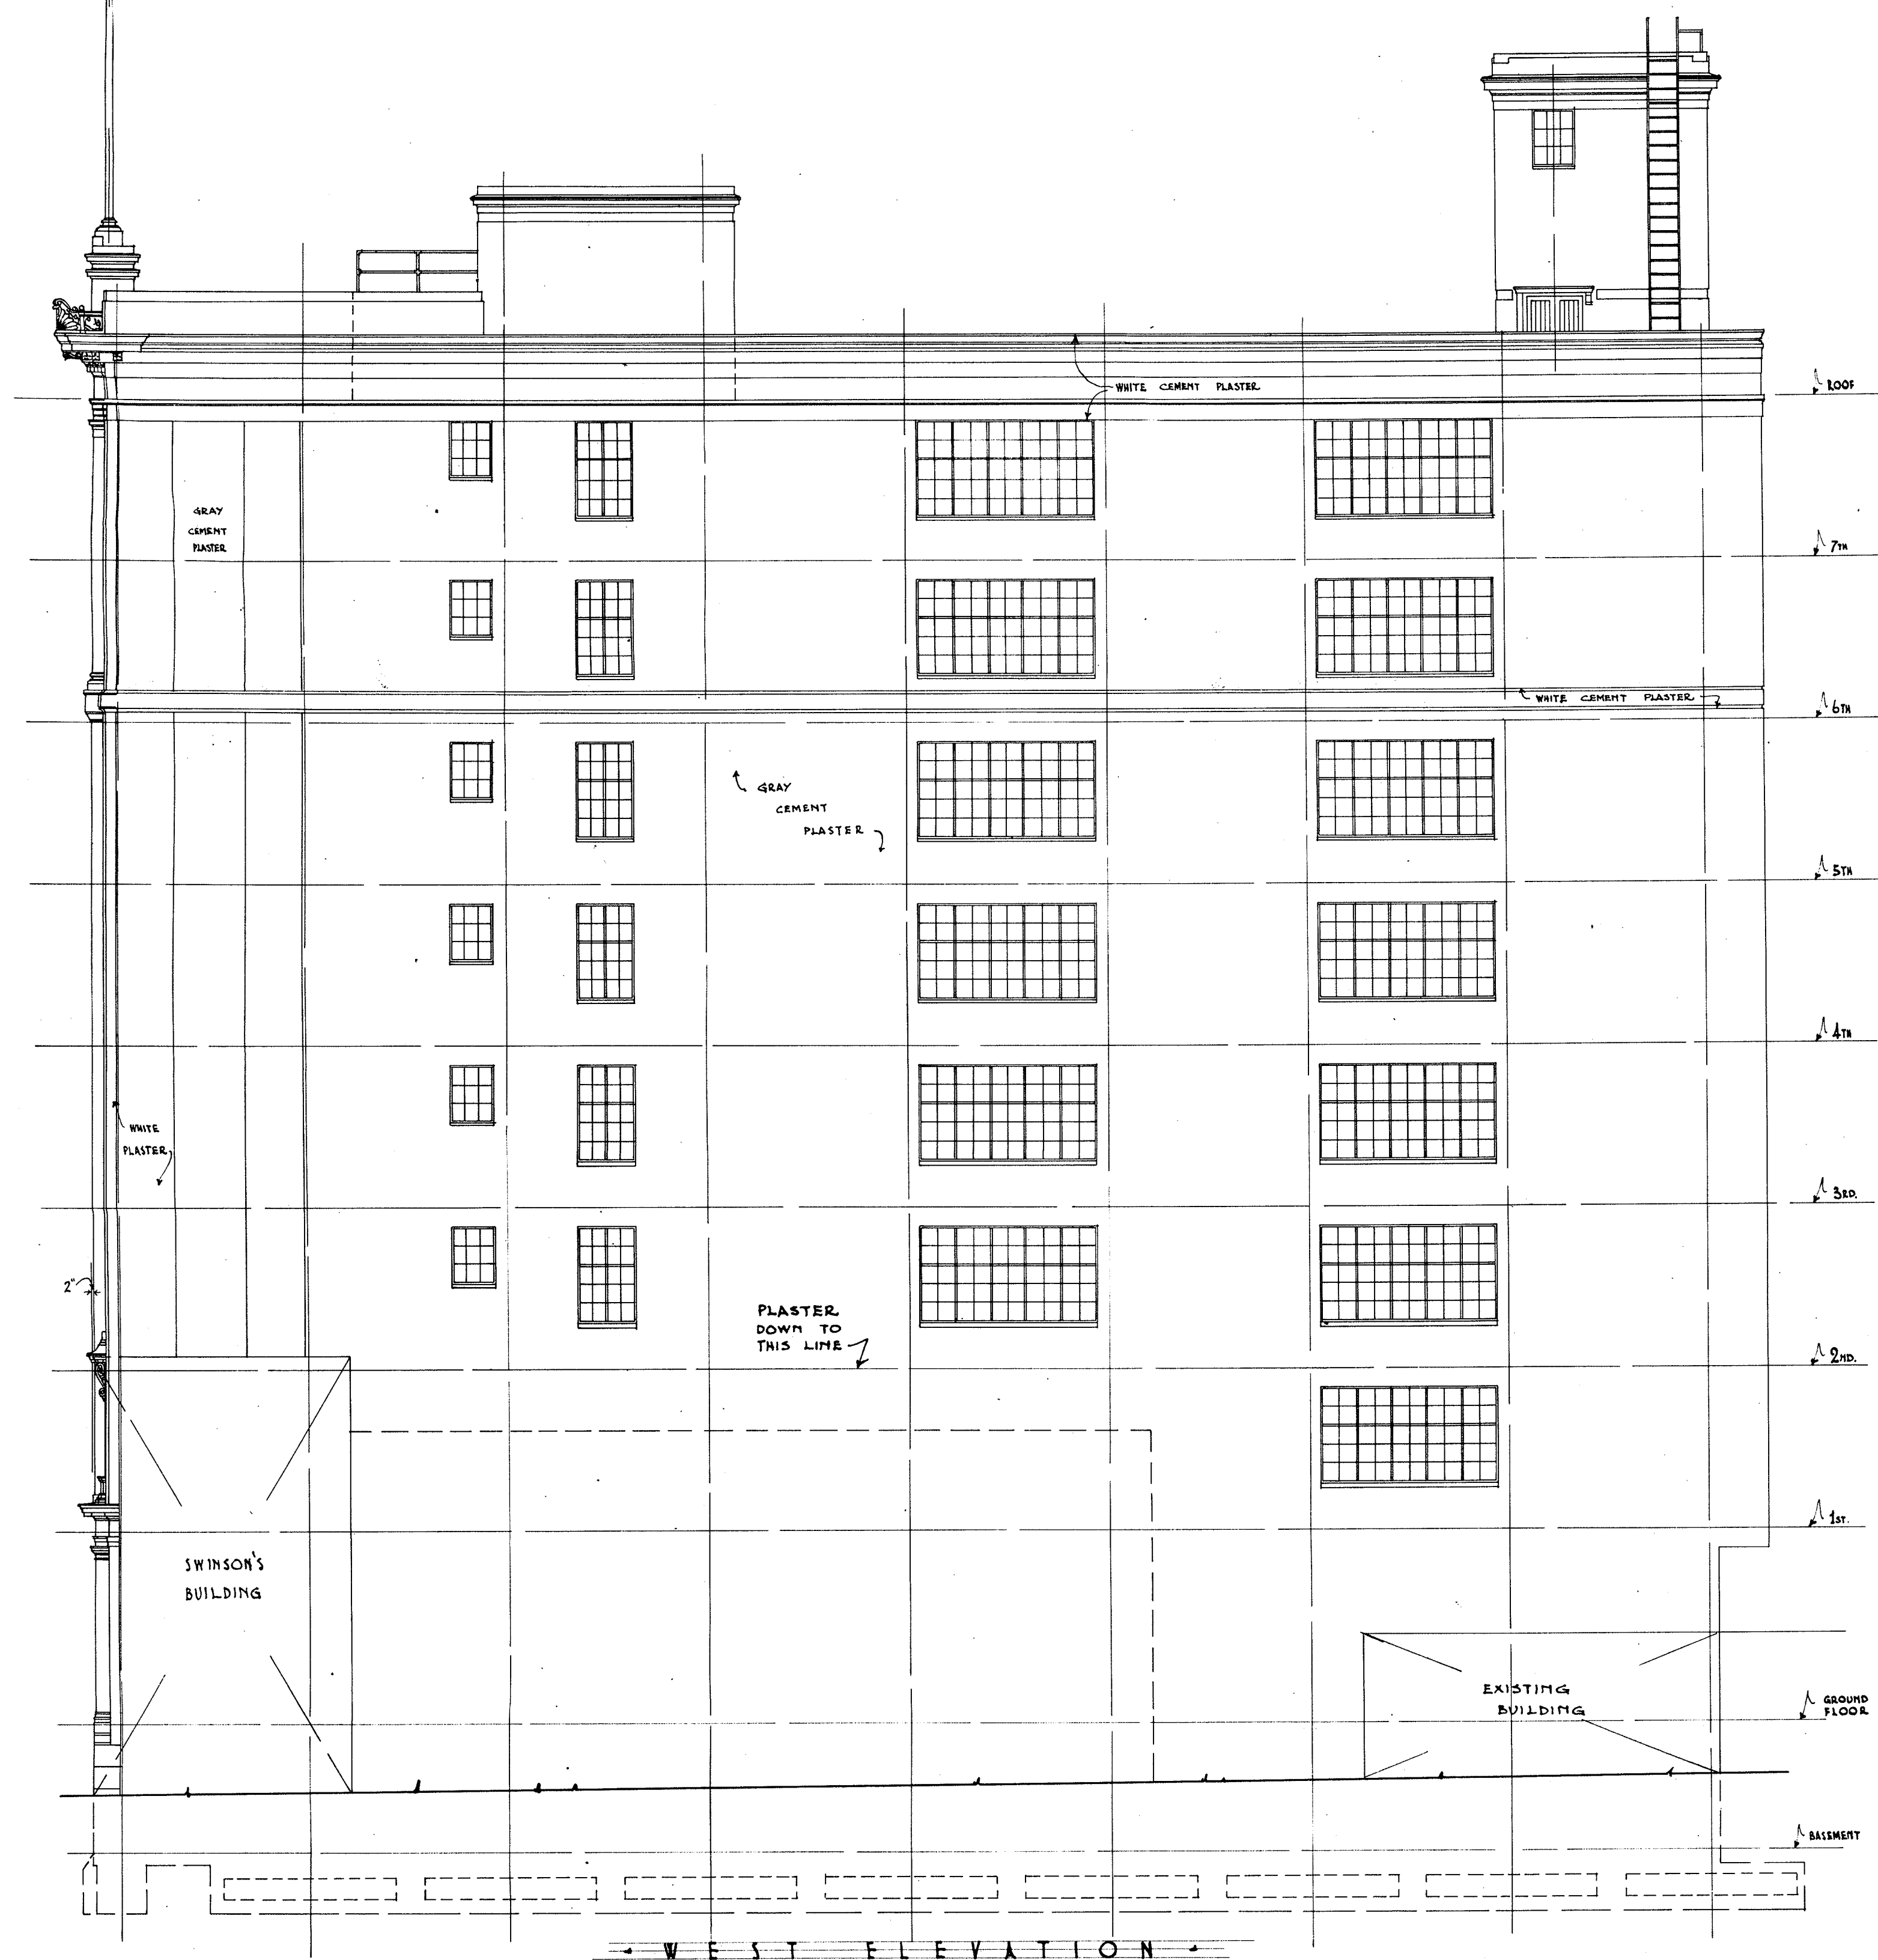 WHITE CEMENT PLASTER
ROOF
GRAY
CEMENT
PLASTER
7TH
WHITE CEMENT PLASTER
6TH
GRAY
CEMENT
PLASTER
5TH
4TH
WHITE
PLASTER
3RD.
2"
PLASTER
DOWN TO
THIS LINE
2ND.
1ST.
SWINSON'S
BUILDING
EXISTING
BUILDING
GROUND
FLOOR
BASSMENT
WEST ELEVATION